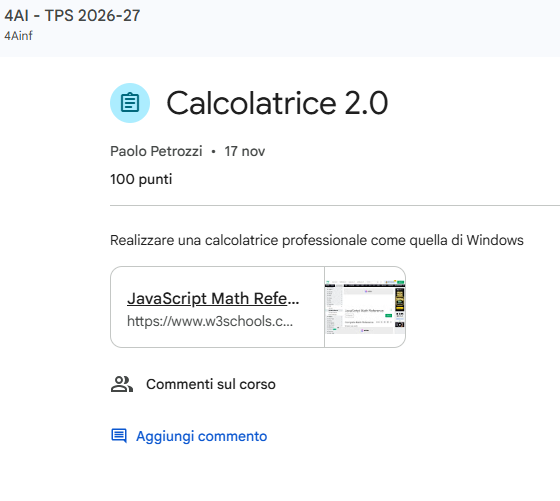 4AI - TPS 2026-27
4Ainf
Calcolatrice 2.0
Paolo Petrozzi • 17 nov
100 punti
Realizzare una calcolatrice professionale come quella di Windows
JavaScript Math Refe...
https://www.w3schools.c...
Commenti sul corso
Aggiungi commento